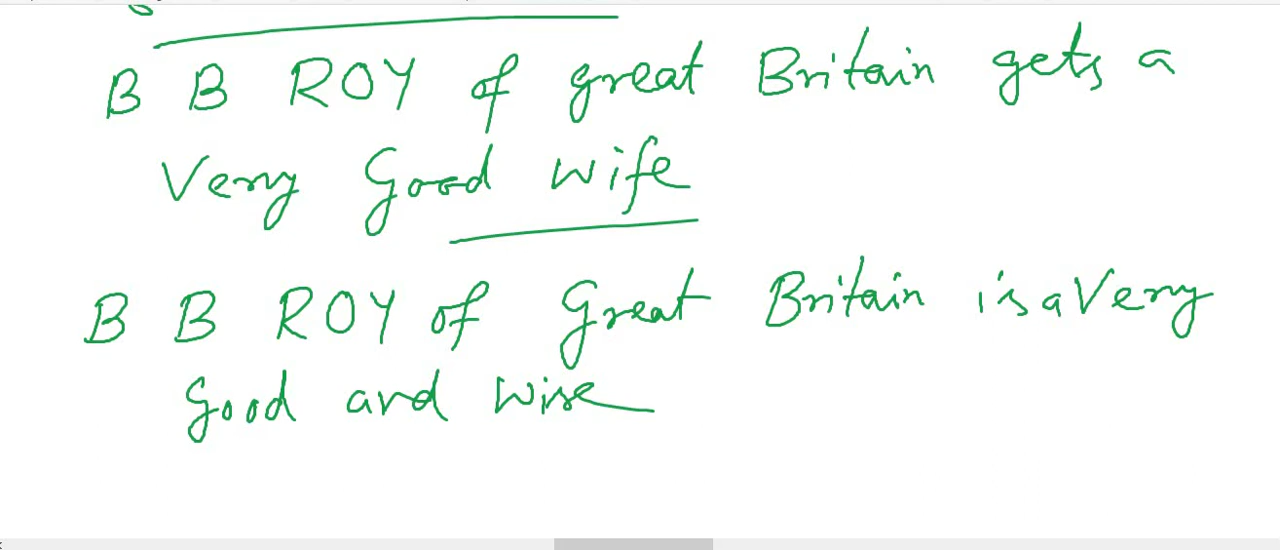 B B ROY of great Britain gets a
Very Good wife
B B ROY of Great Britain is a Very
Good and wise